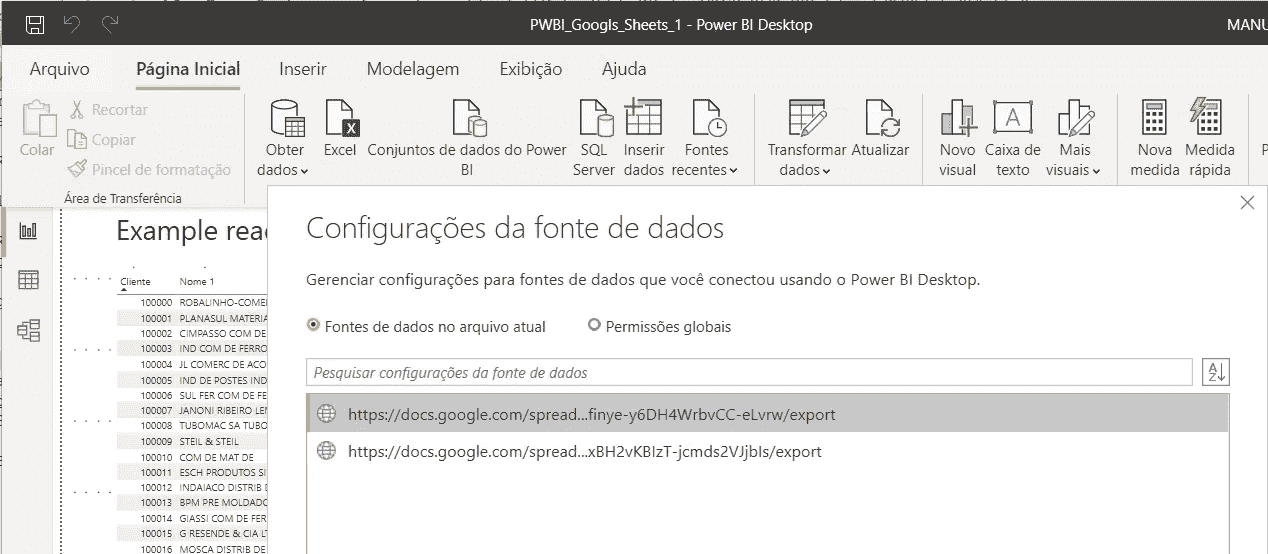 PWBI_Googls_Sheets_1 - Power BI Desktop
MANU
Arquivo Página Inicial Inserir Modelagem Exibição Ajuda
Colar
Recortar
Copiar
Pincel de formatação
Área de Transferência
Obter
dados
Excel
Conjuntos de dados do Power
BI
SQL
Server
Inserir
dados
Fontes
recentes
Transformar
dados
Atualizar
Novo
visual
Caixa de
texto
Mais
visuais
Nova
medida
Medida
rápida
Example rea
Cliente Nome 1
100000 ROBALINHO-COME
100001 PLANASUL MATERIA
100002 CIMPASSO COM DE
100003 IND COM DE FERRO
100004 JL COMERC DE ACO
100005 IND DE POSTES IND
100006 SUL FER COM DE FE
100007 JANONI RIBEIRO LEM
100008 TUBOMAC SA TUBO
100009 STEIL & STEIL
100010 COM DE MAT DE
100011 ESCH PRODUTOS SI
100012 INDAIACO DISTRIB D
100013 BPM PRE MOLDADO
100014 GIASSI COM DE FER
100015 G RESENDE & CIA LT
100016 MOSCA DISTRIB DE
Configurações da fonte de dados
Gerenciar configurações para fontes de dados que você conectou usando o Power BI Desktop.
Fontes de dados no arquivo atual Permissões globais
Pesquisar configurações da fonte de dados
A
Z
https://docs.google.com/spread...finye-y6DH4WrbvCC-eLvrw/export
https://docs.google.com/spread...xBH2vKBIzT-jcmds2VJjbIs/export